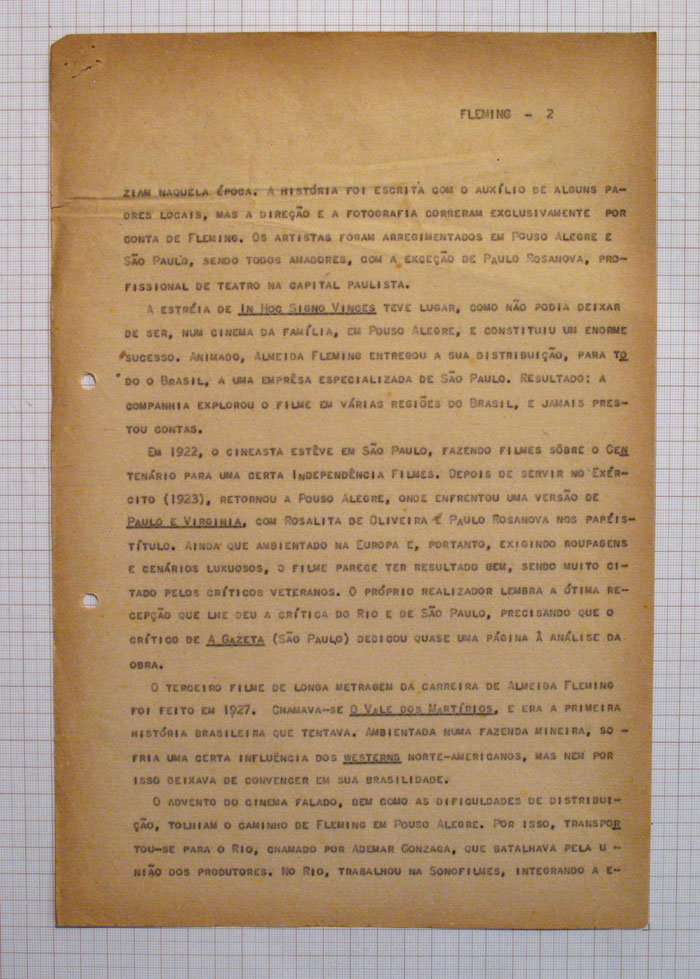 FLEMING - 2
ZIAM NAQUELA ÉPOCA. A HISTÓRIA FOI ESCRITA COM O AUXÍLIO DE ALGUNS PA-
DRES LOCAIS, MAS A DIREÇÃO E A FOTOGRAFIA CORRERAM EXCLUSIVAMENTE POR
CONTA DE FLEMING. OS ARTISTAS FORAM ARREGIMENTADOS EM POUSO ALEGRE E
SÃO PAULO, SENDO TODOS AMADORES, COM A EXCEÇÃO DE PAULO ROSANOVA, PRO-
FISSIONAL DE TEATRO NA CAPITAL PAULISTA.
A ESTRÉIA DE IN HOC SIGNO VINCES TEVE LUGAR, COMO NÃO PODIA DEIXAR
DE SER, NUM CINEMA DA FAMÍLIA, EM POUSO ALEGRE, E CONSTITUIU UM ENORME
SUCESSO. ANIMADO, ALMEIDA FLEMING ENTREGOU A SUA DISTRIBUIÇÃO, PARA TO
DO O BRASIL, A UMA EMPRÊSA ESPECIALIZADA DE SÃO PAULO. RESULTADO: A
COMPANHIA EXPLOROU O FILME EM VÁRIAS REGIÕES DO BRASIL, E JAMAIS PRES-
TOU CONTAS.
EM 1922, O CINEASTA ESTÊVE EM SÃO PAULO, FAZENDO FILMES SÔBRE O CEN
TENÁRIO PARA UMA CERTA INDEPENDÊNCIA FILMES. DEPOIS DE SERVIR NO EXÉR-
CITO (1923), RETORNOU A POUSO ALEGRE, ONDE ENFRENTOU UMA VERSÃO DE
PAULO E VIRGINIA, COM ROSALITA DE OLIVEIRA E PAULO ROSANOVA NOS PAPÉIS-
TÍTULO. AINDA QUE AMBIENTADO NA EUROPA E, PORTANTO, EXIGINDO ROUPAGENS
E CENÁRIOS LUXUOSOS, O FILME PARECE TER RESULTADO BEM, SENDO MUITO CI-
TADO PELOS CRÍTICOS VETERANOS. O PRÓPRIO REALIZADOR LEMBRA A ÓTIMA RE-
CEPÇÃO QUE LHE DEU A CRÍTICA DO RIO E DE SÃO PAULO, PRECISANDO QUE O
CRÍTICO DE A GAZETA (SÃO PAULO) DEDICOU QUASE UMA PÁGINA À ANÁLISE DA
OBRA.
O TERCEIRO FILME DE LONGA METRAGEM DA CARREIRA DE ALMEIDA FLEMING
FOI FEITO EM 1927. CHAMAVA-SE O VALE DOS MARTÍRIOS, E ERA A PRIMEIRA
HISTÓRIA BRASILEIRA QUE TENTAVA. AMBIENTADA NUMA FAZENDA MINEIRA, SO-
FRIA UMA CERTA INFLUÊNCIA DOS WESTERNS NORTE-AMERICANOS, MAS NEM POR
ISSO DEIXAVA DE CONVENCER EM SUA BRASILIDADE.
O ADVENTO DO CINEMA FALADO, BEM COMO AS DIFICULDADES DE DISTRIBUI-
ÇÃO, TOLHIAM O CAMINHO DE FLEMING EM POUSO ALEGRE. POR ISSO, TRANSPOR
TOU-SE PARA O RIO, CHAMADO POR ADEMAR GONZAGA, QUE BATALHAVA PELA U -
NIÃO DOS PRODUTORES. NO RIO, TRABALHOU NA SONOFILMES, INTEGRANDO A E-